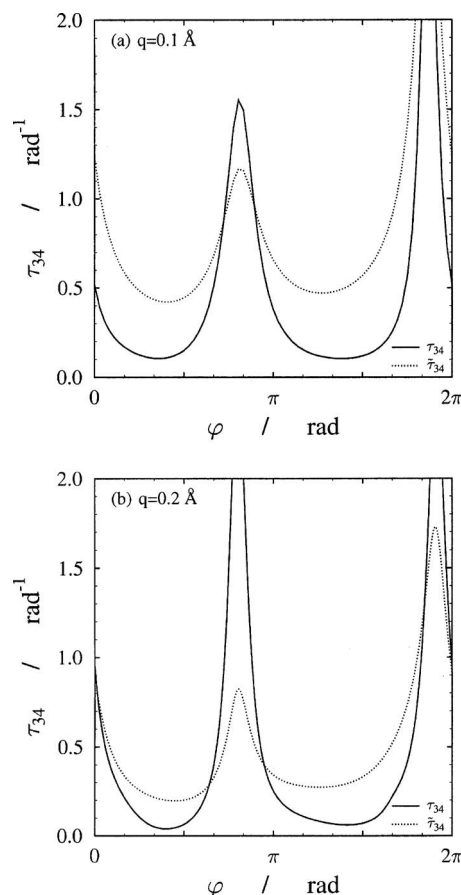 (a) q=0.1 Å
2.0
1.5
1.0
0.5
0.0
τ34 / rad-1
τ34
τ̃34
0 π 2π
φ / rad
(b) q=0.2 Å
2.0
1.5
1.0
0.5
0.0
τ34 / rad-1
τ34
τ̃34
0 π 2π
φ / rad